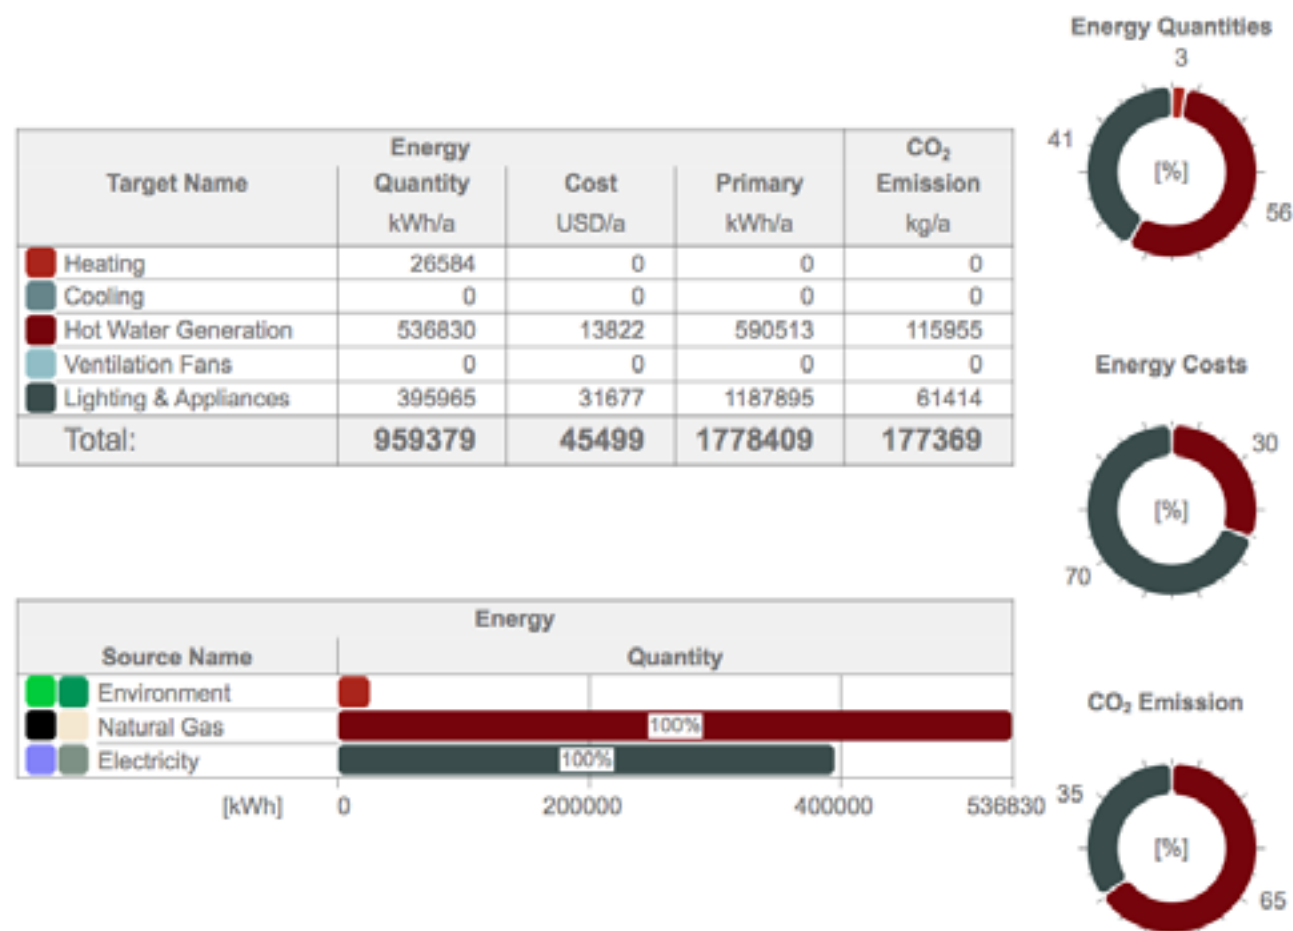 Energy Quantities
3
41
[%]
56
Energy CO₂
Target Name Quantity Cost Primary Emission
kWh/a USD/a kWh/a kg/a
Heating 26584 0 0 0
Cooling 0 0 0 0
Hot Water Generation 536830 13822 590513 115955
Ventilation Fans 0 0 0 0
Lighting & Appliances 395965 31677 1187895 61414
Total: 959379 45499 1778409 177369
Energy Costs
30
[%]
70
Energy
Source Name Quantity
Environment
Natural Gas 100%
Electricity 100%
[kWh] 0 200000 400000 536830
CO₂ Emission
35
[%]
65